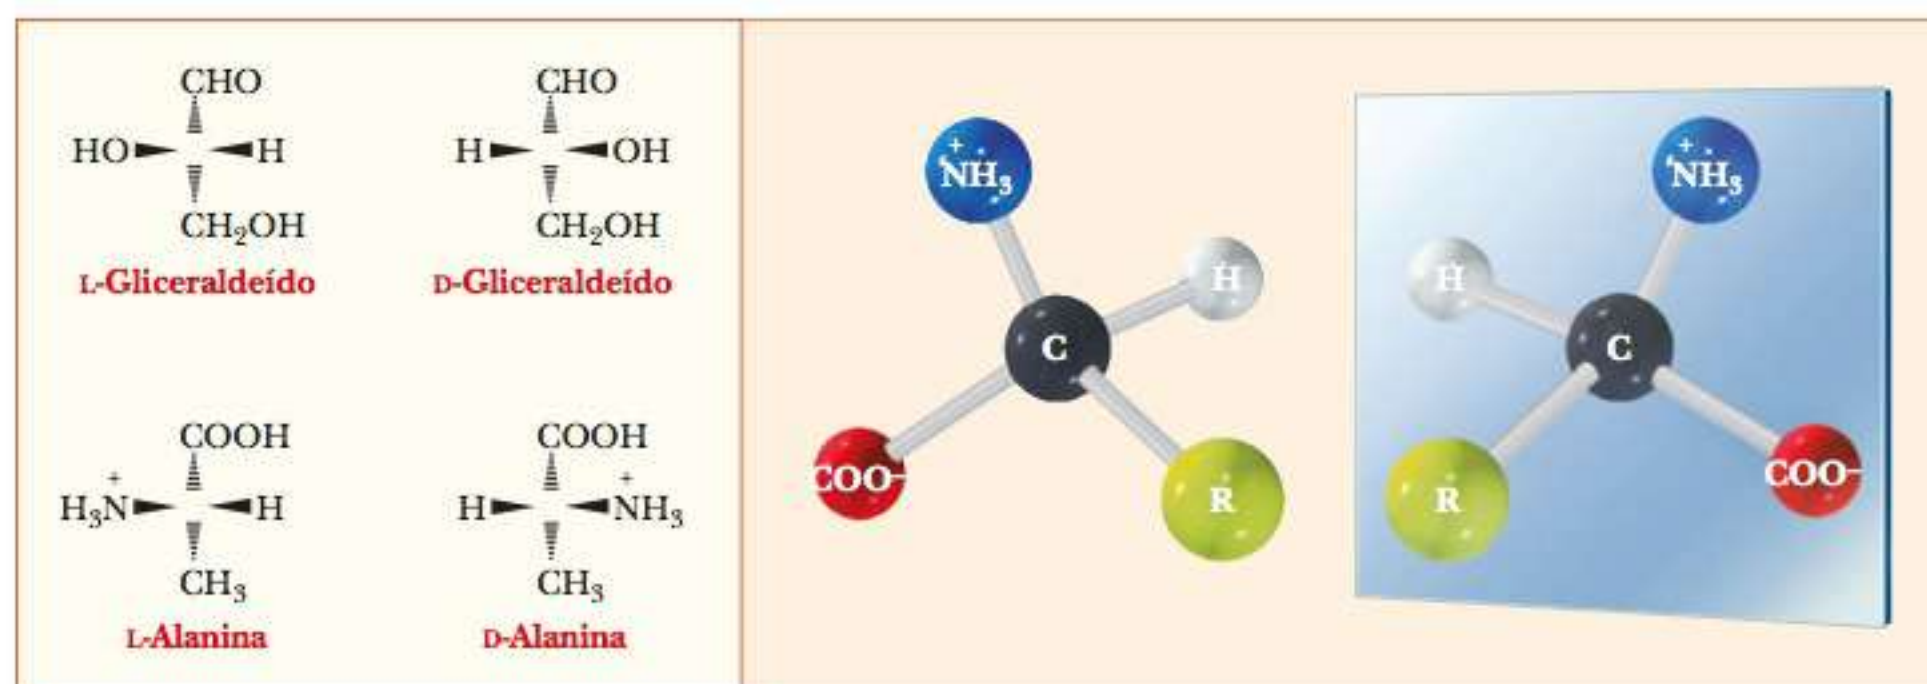 CHO
HO H
CH₂OH
L-Gliceraldeído
CHO
H OH
CH₂OH
D-Gliceraldeído
COOH
H₃N⁺ H
CH₃
L-Alanina
COOH
H N⁺H₃
CH₃
D-Alanina
⁺NH₃
H
C
COO⁻
R
⁺NH₃
H
C
R
COO⁻